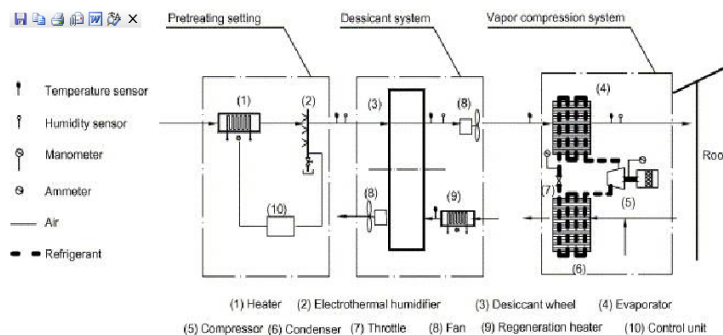 Pretreating setting
Dessicant system
Vapor compression system
Temperature sensor
Humidity sensor
Manometer
Ammeter
Air
Refrigerant
(1)
(2)
(3)
(8)
(4)
(10)
(8)
(9)
(7)
(5)
(6)
Roo
(1) Heater (2) Electrothermal humidifier (3) Desiccant wheel (4) Evaporator
(5) Compressor (6) Condenser (7) Throttle (8) Fan (9) Regeneration heater (10) Control unit